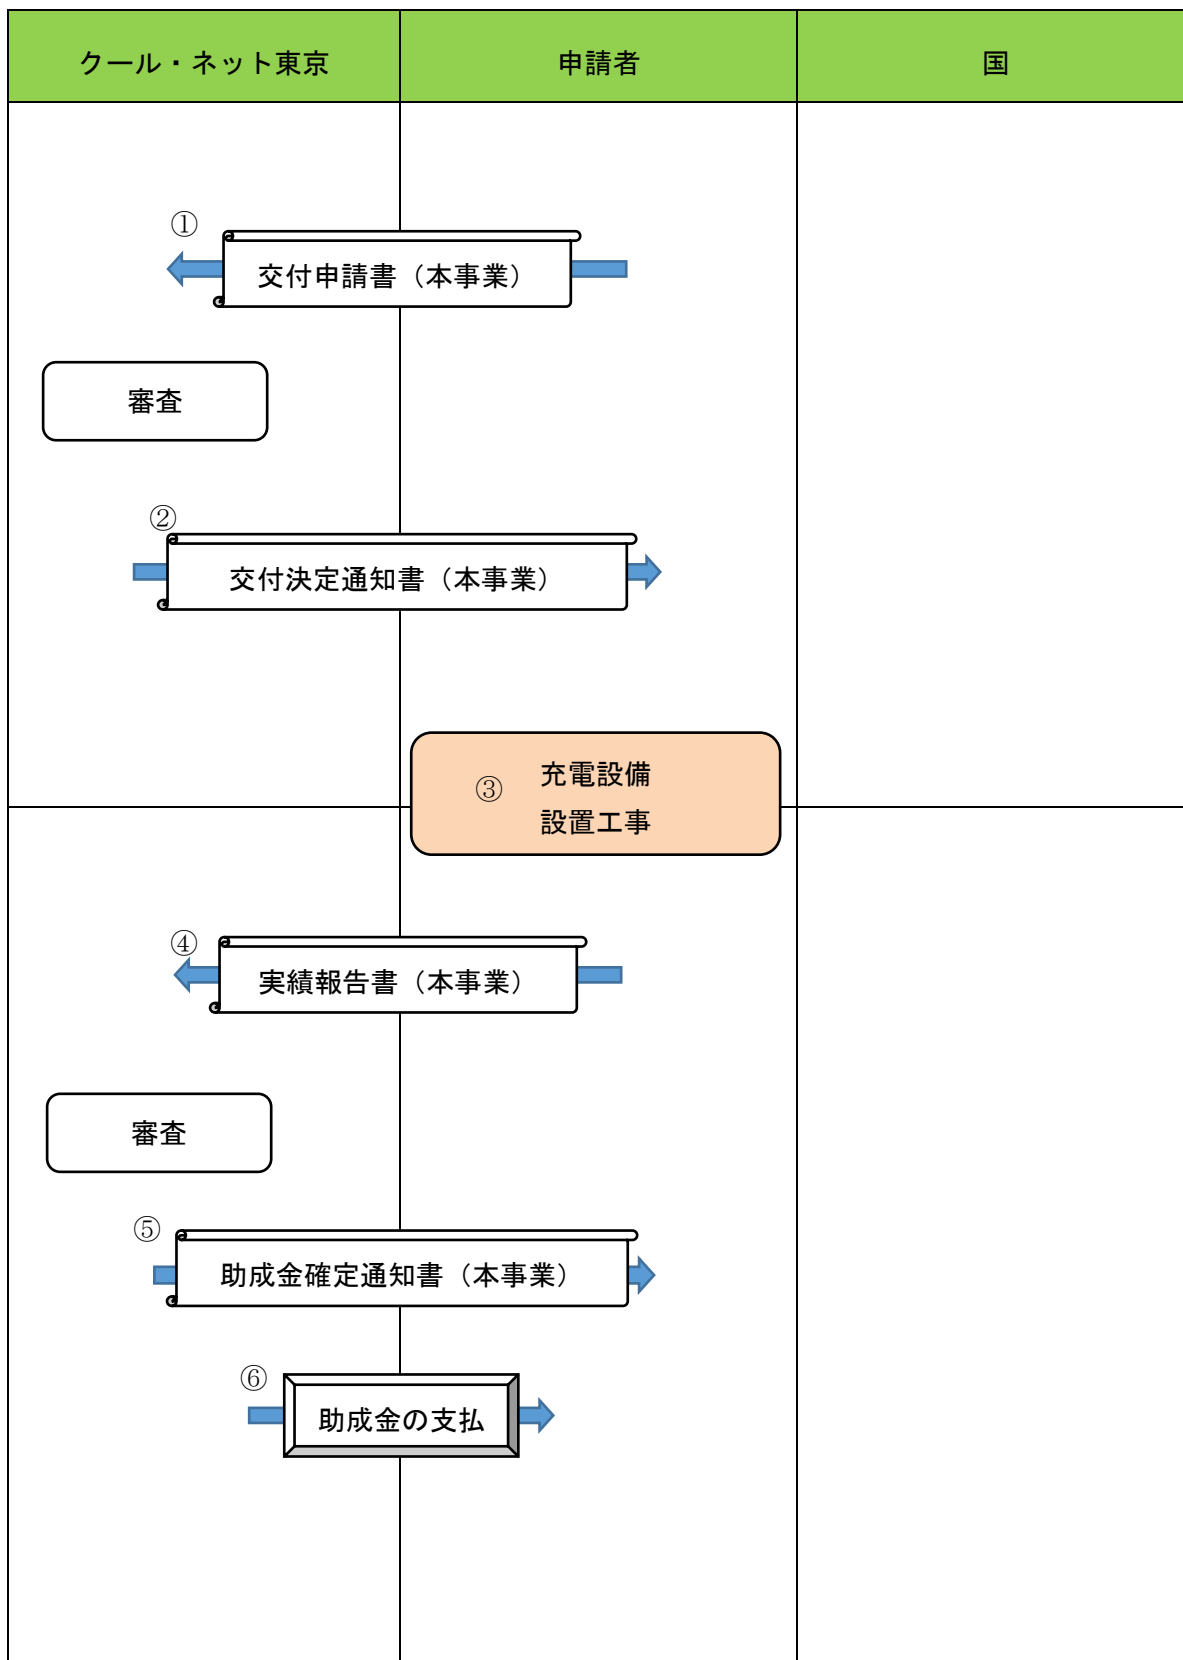 クール・ネット東京
申請者
国
①
交付申請書（本事業）
審査
②
交付決定通知書（本事業）
③
充電設備
設置工事
④
実績報告書（本事業）
審査
⑤
助成金確定通知書（本事業）
⑥
助成金の支払